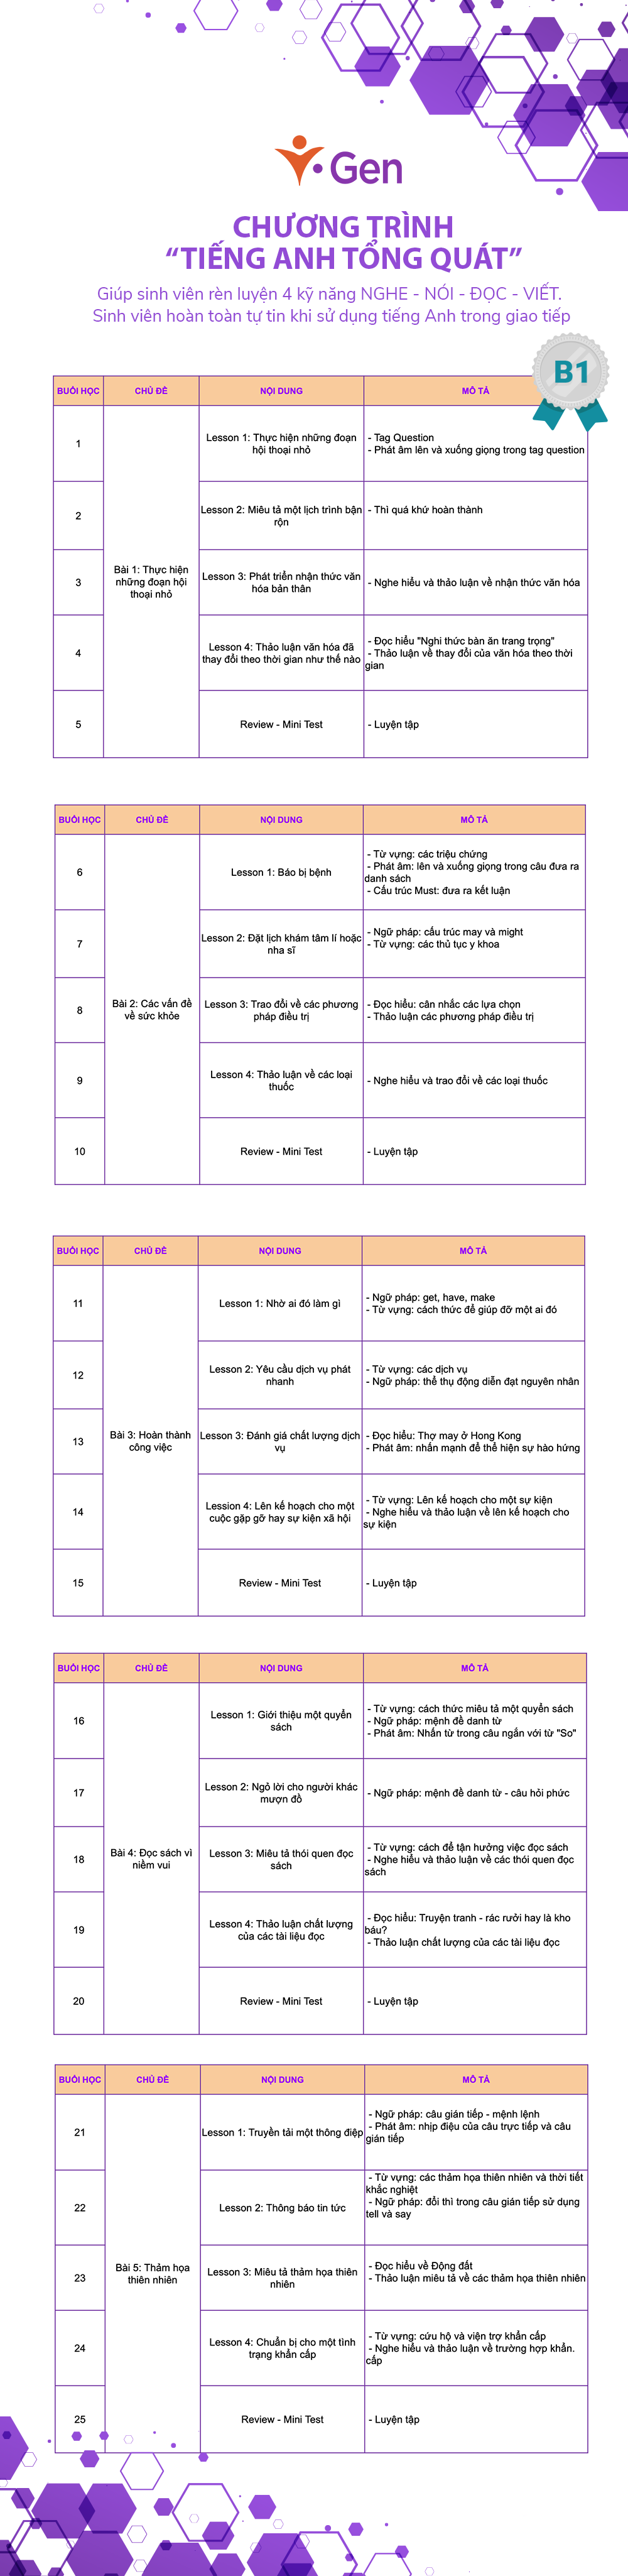 Gen
CHƯƠNG TRÌNH
“TIẾNG ANH TỔNG QUÁT”
Giúp sinh viên rèn luyện 4 kỹ năng NGHE - NÓI - ĐỌC - VIẾT.
Sinh viên hoàn toàn tự tin khi sử dụng tiếng Anh trong giao tiếp
B1
BUỔI HỌC
CHỦ ĐỀ
NỘI DUNG
MÔ TẢ
1
Lesson 1: Thực hiện những đoạn
hội thoại nhỏ
- Tag Question
- Phát âm lên và xuống giọng trong tag question
2
Lesson 2: Miêu tả một lịch trình bận
rộn
- Thì quá khứ hoàn thành
Bài 1: Thực hiện
những đoạn hội
thoại nhỏ
3
Lesson 3: Phát triển nhận thức văn
hóa bản thân
- Nghe hiểu và thảo luận về nhận thức văn hóa
4
Lesson 4: Thảo luận văn hóa đã
thay đổi theo thời gian như thế nào
- Đọc hiểu "Nghi thức bàn ăn trang trọng"
- Thảo luận về thay đổi của văn hóa theo thời
gian
5
Review - Mini Test
- Luyện tập
BUỔI HỌC
CHỦ ĐỀ
NỘI DUNG
MÔ TẢ
6
Lesson 1: Báo bị bệnh
- Từ vựng: các triệu chứng
- Phát âm: lên và xuống giọng trong câu đưa ra
danh sách
- Cấu trúc Must: đưa ra kết luận
7
Lesson 2: Đặt lịch khám tâm lí hoặc
nha sĩ
- Ngữ pháp: cấu trúc may và might
- Từ vựng: các thủ tục y khoa
Bài 2: Các vấn đề
về sức khỏe
8
Lesson 3: Trao đổi về các phương
pháp điều trị
- Đọc hiểu: cân nhắc các lựa chọn
- Thảo luận các phương pháp điều trị
9
Lesson 4: Thảo luận về các loại
thuốc
- Nghe hiểu và trao đổi về các loại thuốc
10
Review - Mini Test
- Luyện tập
BUỔI HỌC
CHỦ ĐỀ
NỘI DUNG
MÔ TẢ
11
Lesson 1: Nhờ ai đó làm gì
- Ngữ pháp: get, have, make
- Từ vựng: cách thức để giúp đỡ một ai đó
12
Lesson 2: Yêu cầu dịch vụ phát
nhanh
- Từ vựng: các dịch vụ
- Ngữ pháp: thể thụ động diễn đạt nguyên nhân
Bài 3: Hoàn thành
công việc
13
Lesson 3: Đánh giá chất lượng dịch
vụ
- Đọc hiểu: Thợ may ở Hong Kong
- Phát âm: nhấn mạnh để thể hiện sự hào hứng
14
Lession 4: Lên kế hoạch cho một
cuộc gặp gỡ hay sự kiện xã hội
- Từ vựng: Lên kế hoạch cho một sự kiện
- Nghe hiểu và thảo luận về lên kế hoạch cho
sự kiện
15
Review - Mini Test
- Luyện tập
BUỔI HỌC
CHỦ ĐỀ
NỘI DUNG
MÔ TẢ
16
Lesson 1: Giới thiệu một quyển
sách
- Từ vựng: cách thức miêu tả một quyển sách
- Ngữ pháp: mệnh đề danh từ
- Phát âm: Nhấn từ trong câu ngắn với từ "So"
17
Lesson 2: Ngỏ lời cho người khác
mượn đồ
- Ngữ pháp: mệnh đề danh từ - câu hỏi phức
Bài 4: Đọc sách vì
niềm vui
18
Lesson 3: Miêu tả thói quen đọc
sách
- Từ vựng: cách để tận hưởng việc đọc sách
- Nghe hiểu và thảo luận về các thói quen đọc
sách
19
Lesson 4: Thảo luận chất lượng
của các tài liệu đọc
- Đọc hiểu: Truyện tranh - rác rưởi hay là kho
báu?
- Thảo luận chất lượng của các tài liệu đọc
20
Review - Mini Test
- Luyện tập
BUỔI HỌC
CHỦ ĐỀ
NỘI DUNG
MÔ TẢ
21
Lesson 1: Truyền tải một thông điệp
- Ngữ pháp: câu gián tiếp - mệnh lệnh
- Phát âm: nhịp điệu của câu trực tiếp và câu
gián tiếp
22
Lesson 2: Thông báo tin tức
- Từ vựng: các thảm họa thiên nhiên và thời tiết
khắc nghiệt
- Ngữ pháp: đổi thì trong câu gián tiếp sử dụng
tell và say
Bài 5: Thảm họa
thiên nhiên
23
Lesson 3: Miêu tả thảm họa thiên
nhiên
- Đọc hiểu về Động đất
- Thảo luận miêu tả về các thảm họa thiên nhiên
24
Lesson 4: Chuẩn bị cho một tình
trạng khẩn cấp
- Từ vựng: cứu hộ và viện trợ khẩn cấp
- Nghe hiểu và thảo luận về trường hợp khẩn.
cấp
25
Review - Mini Test
- Luyện tập